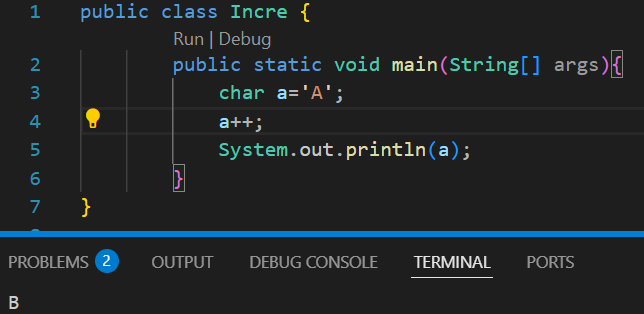 1 public class Incre {
Run | Debug
2 public static void main(String[] args){
3 char a='A';
4 a++;
5 System.out.println(a);
6 }
7 }
PROBLEMS 2 OUTPUT DEBUG CONSOLE TERMINAL PORTS
B